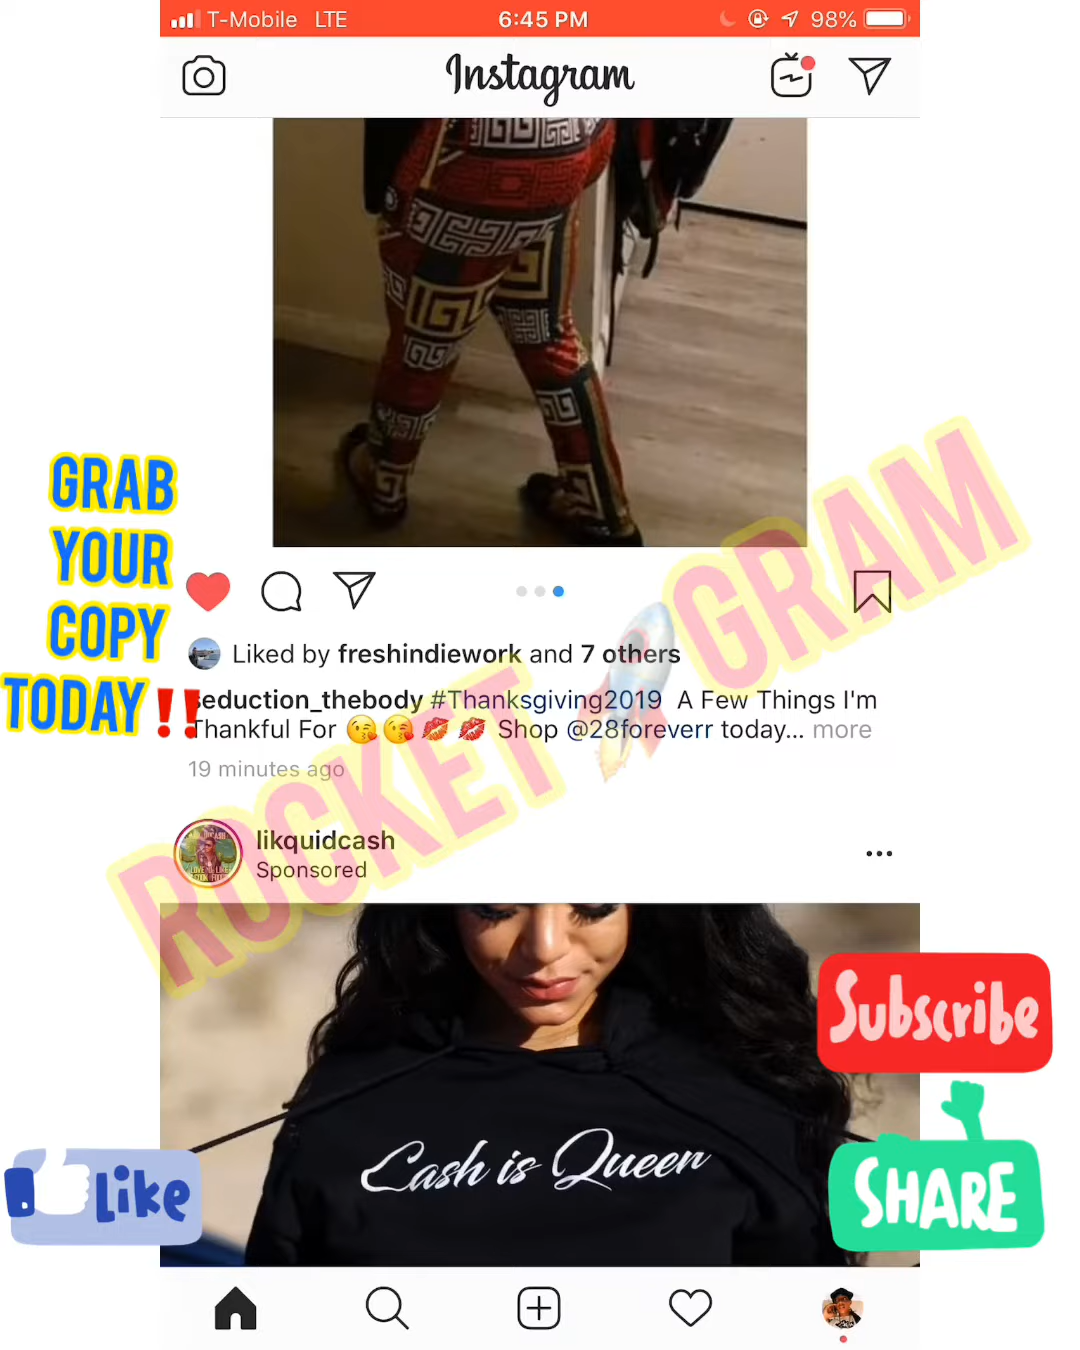 T-Mobile LTE 6:45 PM 98%
Instagram
GRAB
YOUR
COPY
TODAY‼️
Liked by freshindiework and 7 others
seduction_thebody #Thanksgiving2019 A Few Things I'm
Thankful For 😘😘💋💋 Shop @28foreverr today... more
19 minutes ago
ROCKET🚀GRAM
likquidcash
Sponsored
Subscribe
Cash is Queen
Like
SHARE